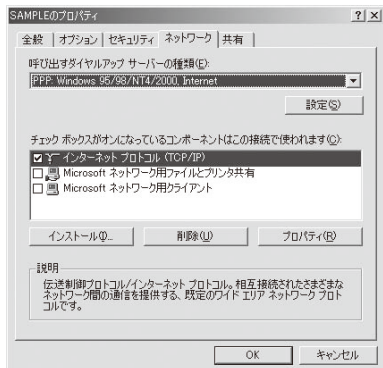 SAMPLEのプロパティ
全般 オプション セキュリティ ネットワーク 共有
呼び出すダイヤルアップ サーバーの種類(E):
PPP: Windows 95/98/NT4/2000, Internet
設定(S)
チェック ボックスがオンになっているコンポーネントはこの接続で使われます(C):
インターネット プロトコル (TCP/IP)
Microsoft ネットワーク用ファイルとプリンタ共有
Microsoft ネットワーク用クライアント
インストール(I)... 削除(U) プロパティ(R)
説明
伝送制御プロトコル/インターネット プロトコル。相互接続されたさまざまな
ネットワーク間の通信を提供する、既定のワイド エリア ネットワーク プロト
コルです。
OK キャンセル